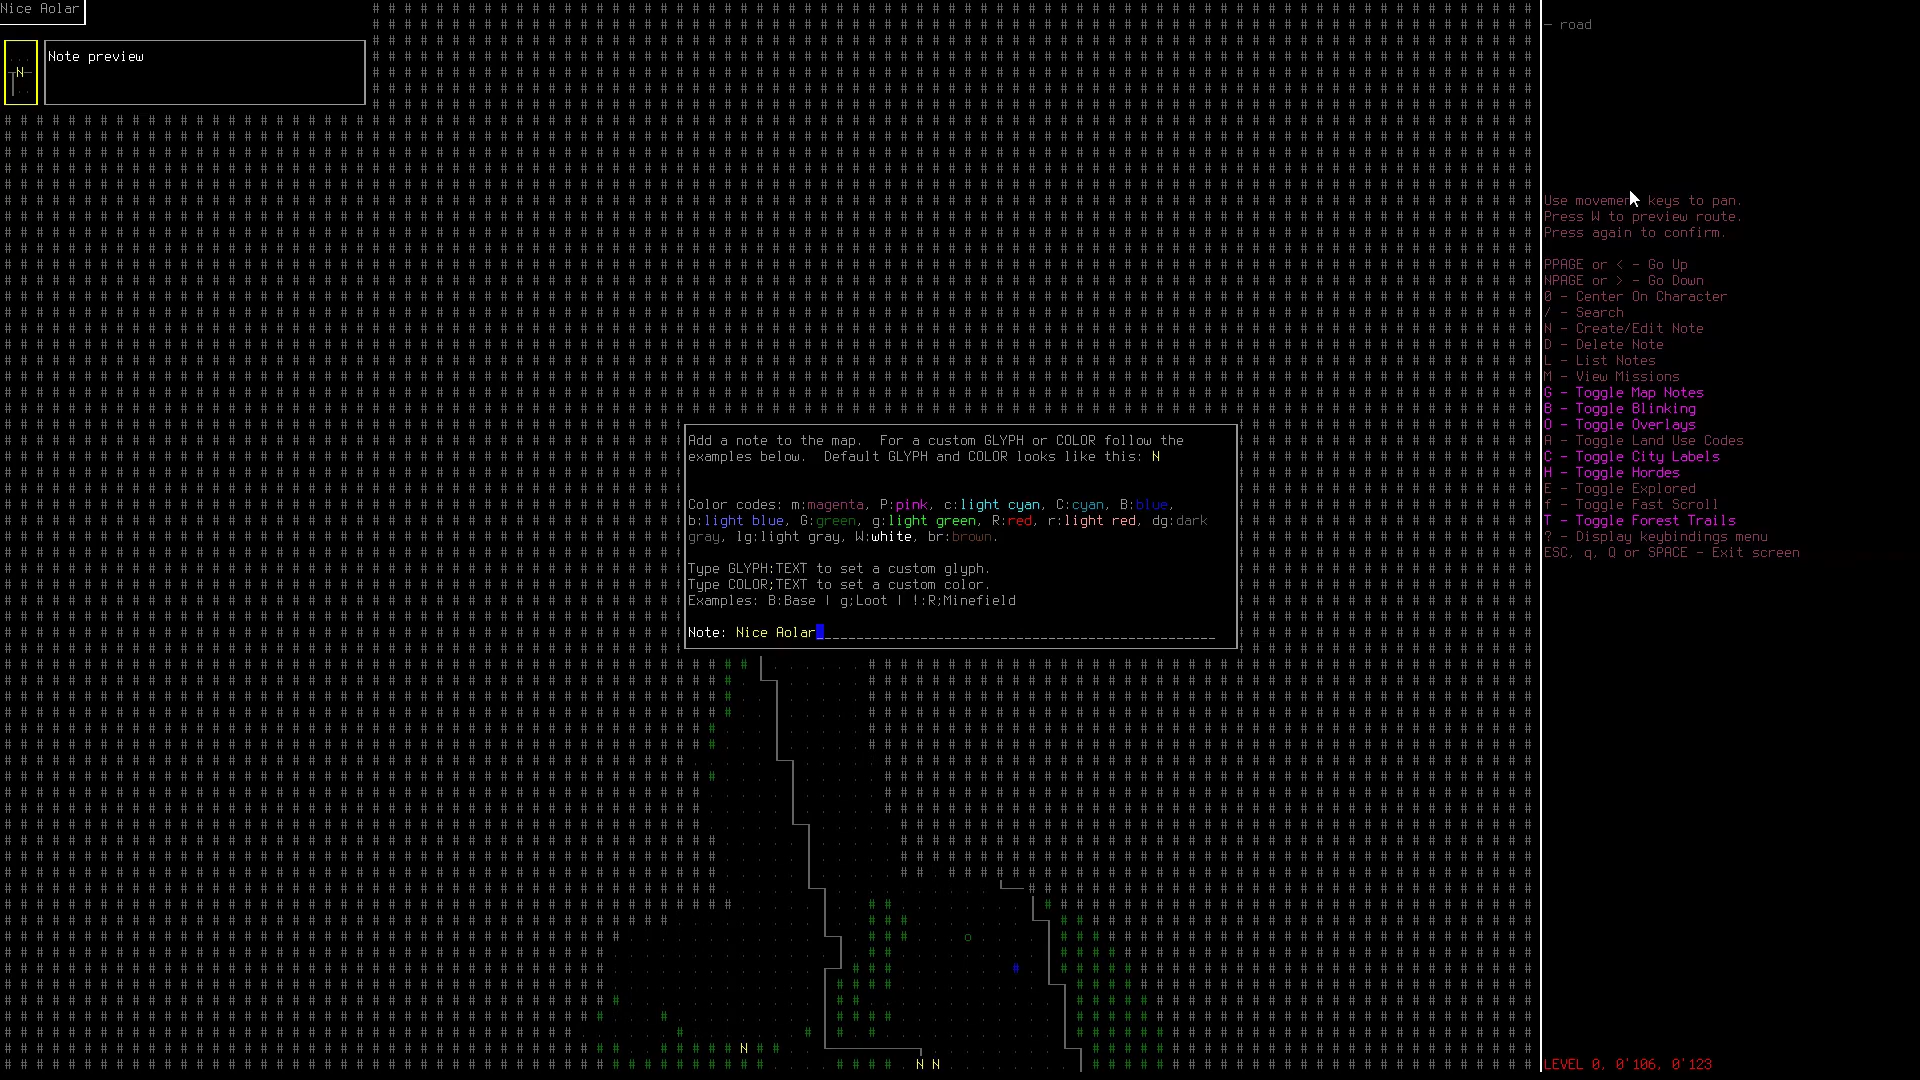 Nice Aolar
Note preview
N
Add a note to the map.  For a custom GLYPH or COLOR follow the
examples below.  Default GLYPH and COLOR looks like this: N
Color codes: m:magenta, P:pink, c:light cyan, C:cyan, B:blue,
b:light blue, G:green, g:light green, R:red, r:light red, dg:dark
gray, lg:light gray, W:white, br:brown.
Type GLYPH:TEXT to set a custom glyph.
Type COLOR;TEXT to set a custom color.
Examples: B:Base | g;Loot | !:R;Minefield
Note: Nice Aolar
N
N N
- road
Use movement keys to pan.
Press W to preview route.
Press again to confirm.
PPAGE or < - Go Up
NPAGE or > - Go Down
0 - Center On Character
/ - Search
N - Create/Edit Note
D - Delete Note
L - List Notes
M - View Missions
G - Toggle Map Notes
B - Toggle Blinking
O - Toggle Overlays
A - Toggle Land Use Codes
C - Toggle City Labels
H - Toggle Hordes
E - Toggle Explored
f - Toggle Fast Scroll
T - Toggle Forest Trails
? - Display keybindings menu
ESC, q, Q or SPACE - Exit screen
LEVEL 0, 0'106, 0'123